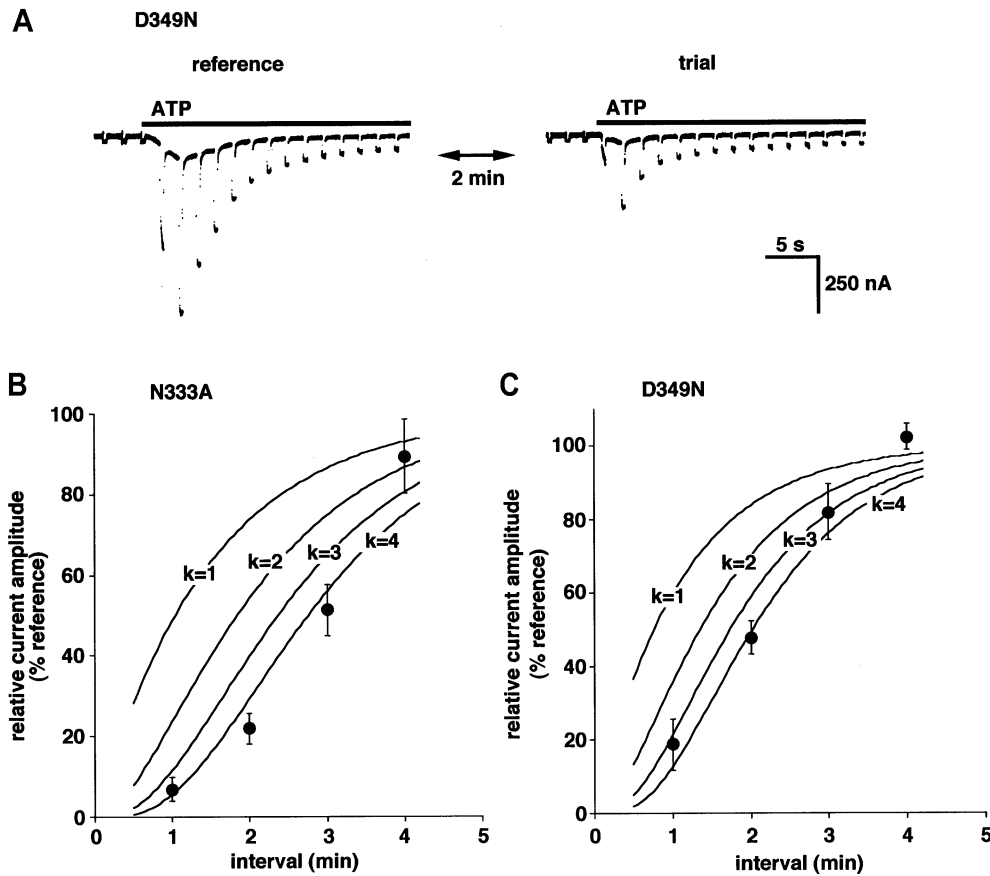 A
D349N
reference
trial
ATP
ATP
2 min
5 s
250 nA
B
N333A
relative current amplitude
(% reference)
100
80
60
40
20
0
k=1
k=2
k=3
k=4
0 1 2 3 4 5
interval (min)
C
D349N
relative current amplitude
(% reference)
100
80
60
40
20
0
k=1
k=2
k=3
k=4
0 1 2 3 4 5
interval (min)